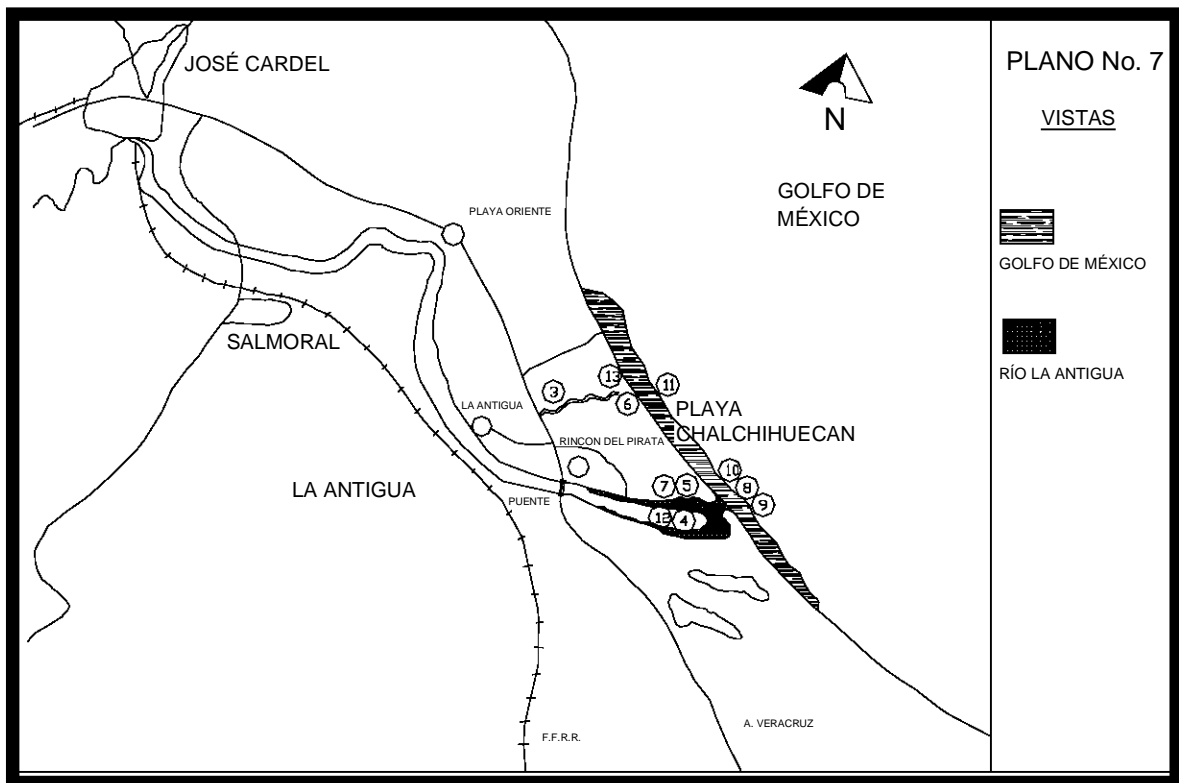 JOSÉ CARDEL
PLANO No. 7
VISTAS
N
GOLFO DE
MÉXICO
PLAYA ORIENTE
GOLFO DE MÉXICO
SALMORAL
RÍO LA ANTIGUA
13
11
3
6
LA ANTIGUA
PLAYA
CHALCHIHUECAN
RINCON DEL PIRATA
10
LA ANTIGUA
7
5
8
PUENTE
9
12
4
A. VERACRUZ
F.F.R.R.